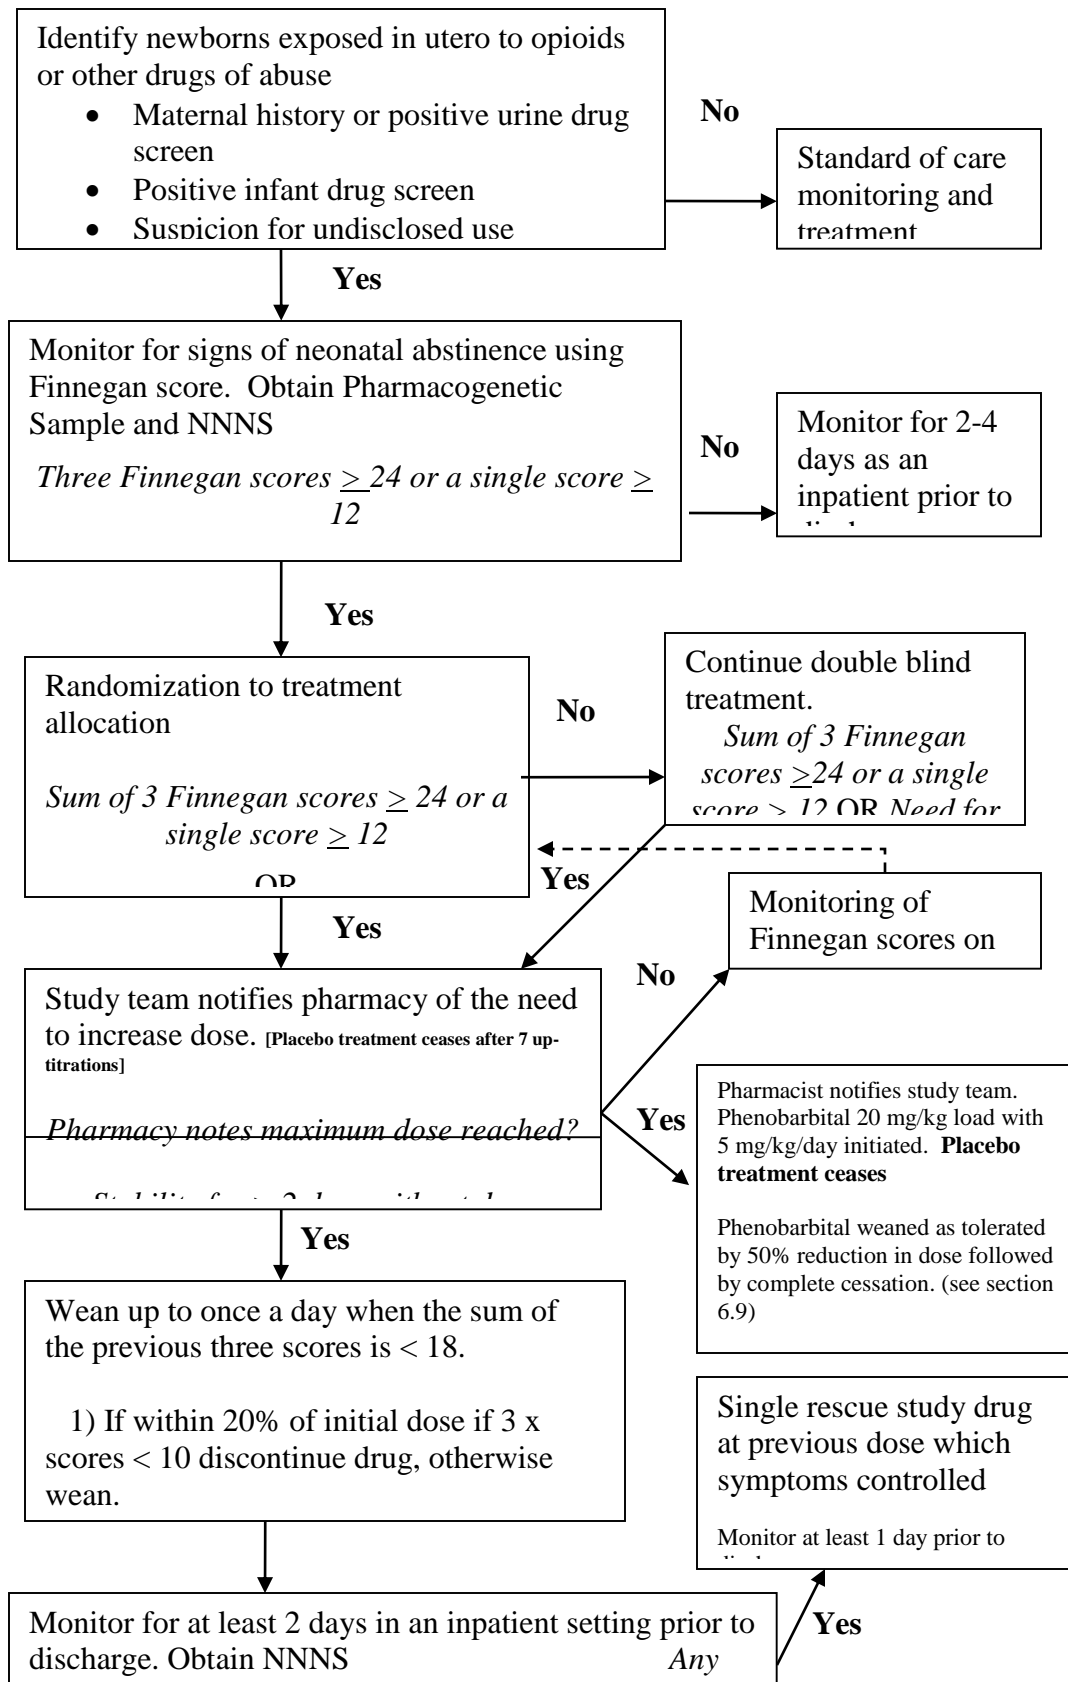 Identify newborns exposed in utero to opioids
or other drugs of abuse
• Maternal history or positive urine drug
screen
• Positive infant drug screen
• Suspicion for undisclosed use
No
Standard of care
monitoring and
treatment
Yes
Monitor for signs of neonatal abstinence using
Finnegan score. Obtain Pharmacogenetic
Sample and NNNS
Three Finnegan scores ≥ 24 or a single score ≥
12
No
Monitor for 2-4
days as an
inpatient prior to
Yes
Randomization to treatment
allocation
Sum of 3 Finnegan scores ≥ 24 or a
single score ≥ 12
OR
No
Continue double blind
treatment.
Sum of 3 Finnegan
scores ≥24 or a single
score ≥ 12 OR Need for
Yes
Yes
Monitoring of
Finnegan scores on
Study team notifies pharmacy of the need
to increase dose. [Placebo treatment ceases after 7 up-
titrations]
Pharmacy notes maximum dose reached?
No
Yes
Pharmacist notifies study team.
Phenobarbital 20 mg/kg load with
5 mg/kg/day initiated. Placebo
treatment ceases
Phenobarbital weaned as tolerated
by 50% reduction in dose followed
by complete cessation. (see section
6.9)
Yes
Wean up to once a day when the sum of
the previous three scores is < 18.
1) If within 20% of initial dose if 3 x
scores < 10 discontinue drug, otherwise
wean.
Single rescue study drug
at previous dose which
symptoms controlled
Monitor at least 1 day prior to
Monitor for at least 2 days in an inpatient setting prior to
discharge. Obtain NNNS Any
Yes